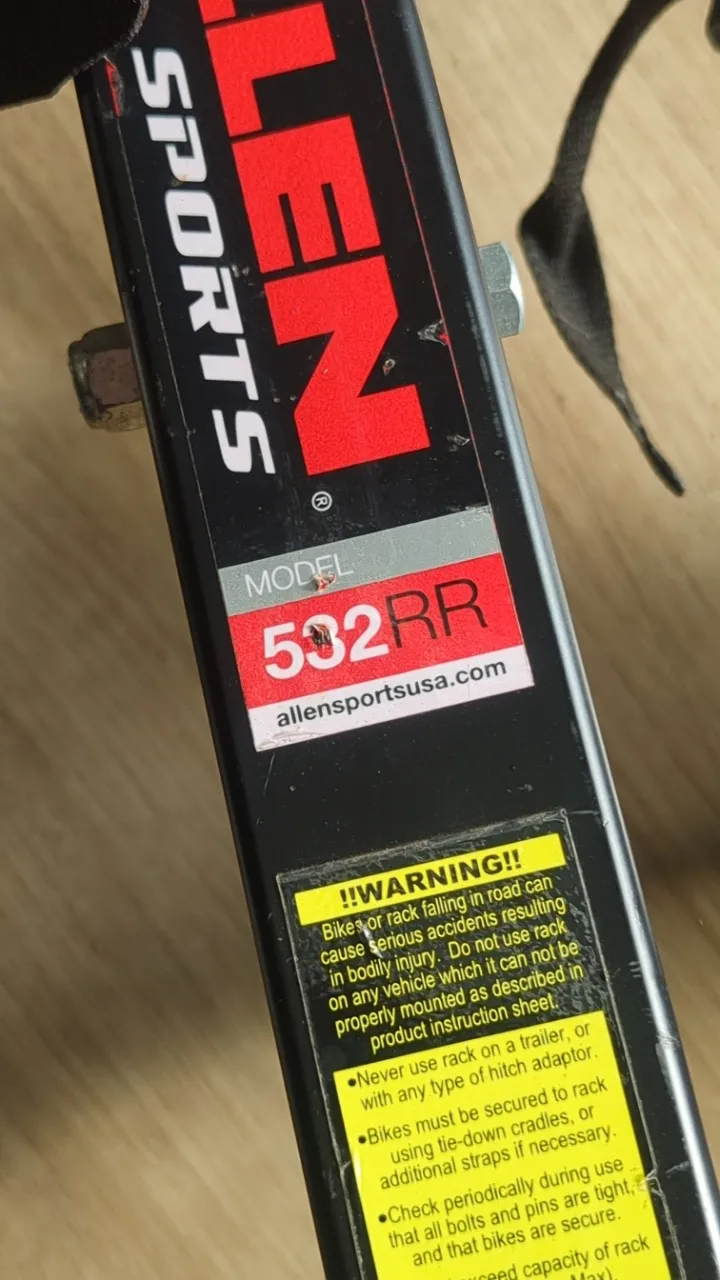 LLEN
SPORTS
®
MODEL
532RR
allensportsusa.com
!!WARNING!!
Bikes or rack falling in road can
cause serious accidents resulting
in bodily injury. Do not use rack
on any vehicle which it can not be
properly mounted as described in
product instruction sheet.
•Never use rack on a trailer, or
with any type of hitch adaptor.
•Bikes must be secured to rack
using tie-down cradles, or
additional straps if necessary.
•Check periodically during use
that all bolts and pins are tight,
and that bikes are secure.
exceed capacity of rack
Max)